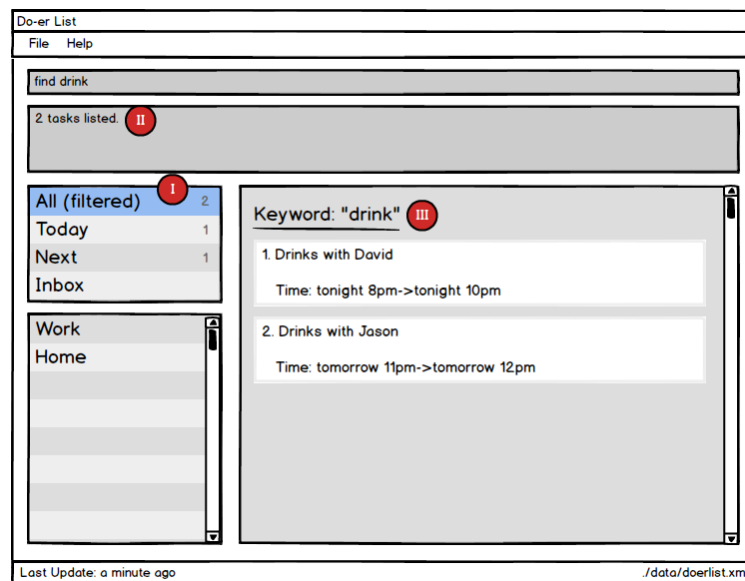 Do-er List
File Help
find drink
2 tasks listed. II
I
All (filtered) 2
Today 1
Next 1
Inbox
Work
Home
Keyword: "drink" III
1. Drinks with David
Time: tonight 8pm->tonight 10pm
2. Drinks with Jason
Time: tomorrow 11pm->tomorrow 12pm
Last Update: a minute ago
./data/doerlist.xm